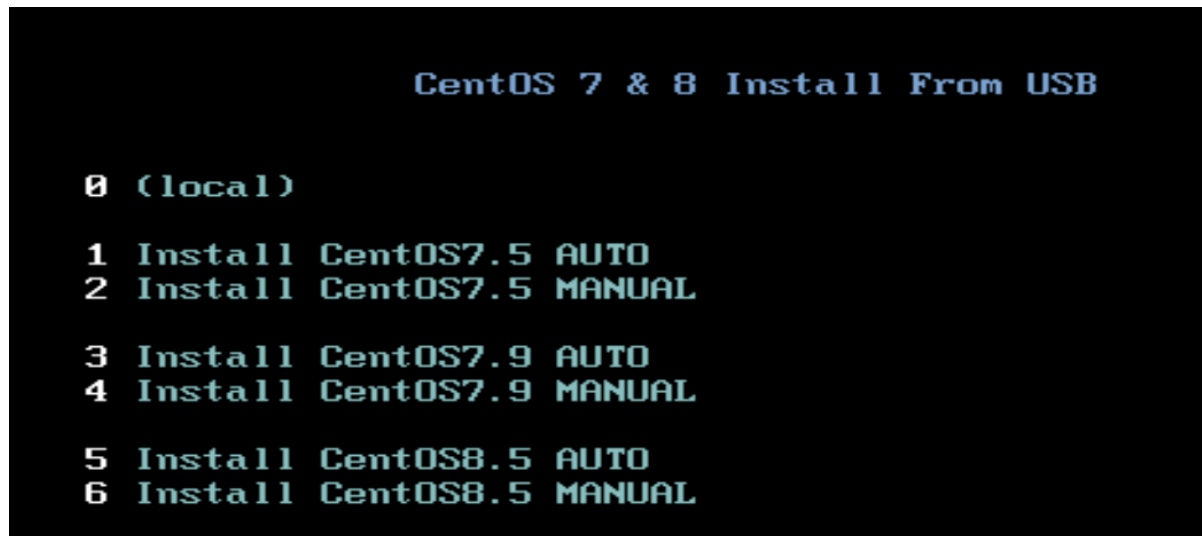 CentOS 7 & 8 Install From USB
0 (local)
1 Install CentOS7.5 AUTO
2 Install CentOS7.5 MANUAL
3 Install CentOS7.9 AUTO
4 Install CentOS7.9 MANUAL
5 Install CentOS8.5 AUTO
6 Install CentOS8.5 MANUAL